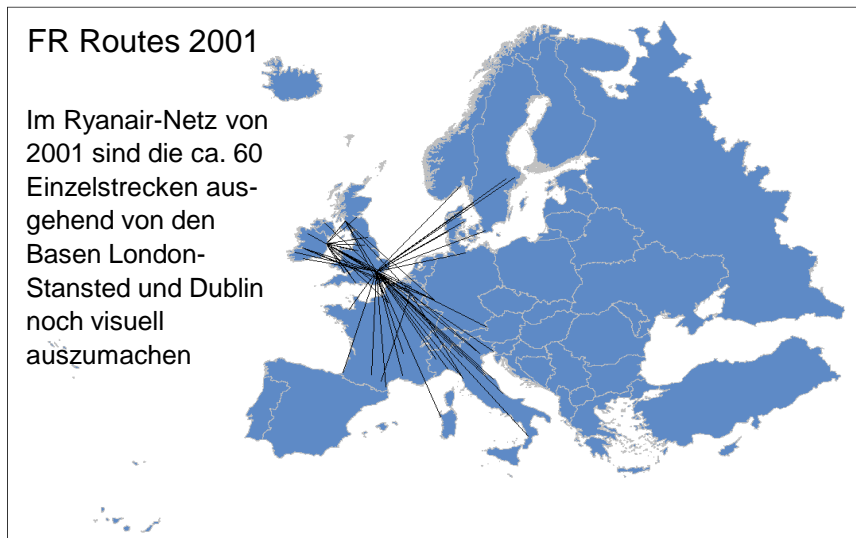 FR Routes 2001
Im Ryanair-Netz von
2001 sind die ca. 60
Einzelstrecken aus-
gehend von den
Basen London-
Stansted und Dublin
noch visuell
auszumachen